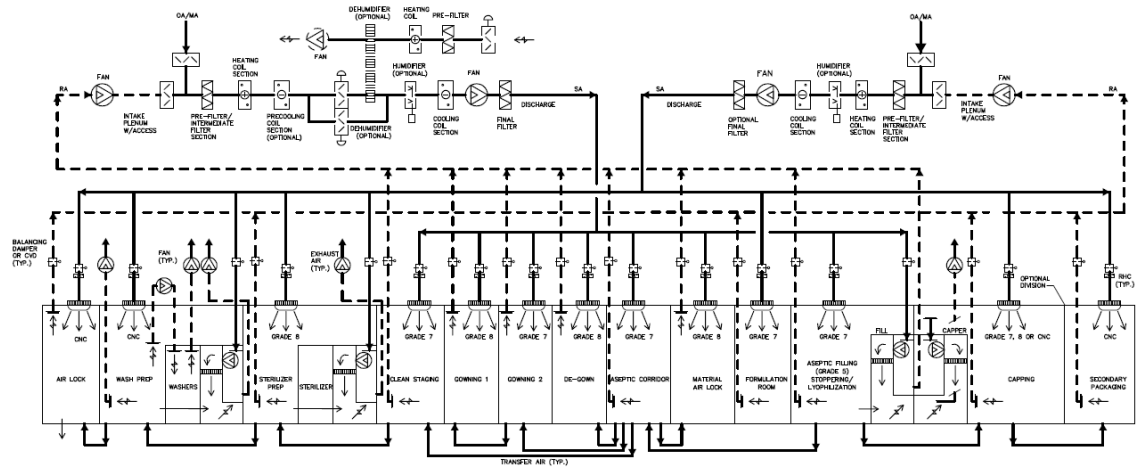 OA/MA
DEHUMIDIFIER
(OPTIONAL)
HEATING
COIL
PRE-FILTER
FAN
OA/MA
FAN
RA
INTAKE
PLENUM
W/ACCESS
HEATING
COIL
SECTION
PRE-FILTER/
INTERMEDIATE
FILTER
SECTION
PRECOOLING
COIL
SECTION
(OPTIONAL)
DEHUMIDIFIER
(OPTIONAL)
HUMIDIFIER
(OPTIONAL)
COOLING
COIL
SECTION
FAN
DISCHARGE
FINAL
FILTER
SA
SA
DISCHARGE
OPTIONAL
FINAL
FILTER
FAN
COOLING
COIL
SECTION
HUMIDIFIER
(OPTIONAL)
HEATING
COIL
SECTION
PRE-FILTER/
INTERMEDIATE
FILTER
SECTION
INTAKE
PLENUM
W/ACCESS
FAN
RA
BALANCING
DAMPER
OR CVD
(TYP.)
FAN
(TYP.)
EXHAUST
AIR
(TYP.)
OPTIONAL
DIVISION
RHC
(TYP.)
CNC
CNC
GRADE 8
GRADE 7
GRADE 8
GRADE 7
GRADE 8
GRADE 7
GRADE 8
GRADE 7
GRADE 7
FILL
CAPPER
GRADE 7, 8 OR CNC
CNC
AIR LOCK
WASH PREP
WASHERS
STERILIZER
PREP
STERILIZER
CLEAN STAGING
GOWNING 1
GOWNING 2
DE-GOWN
ASEPTIC CORRIDOR
MATERIAL
AIR LOCK
FORMULATION
ROOM
ASEPTIC FILLING
(GRADE 5)
STOPPERING/
LYOPHILIZATION
CAPPING
SECONDARY
PACKAGING
TRANSFER AIR (TYP.)